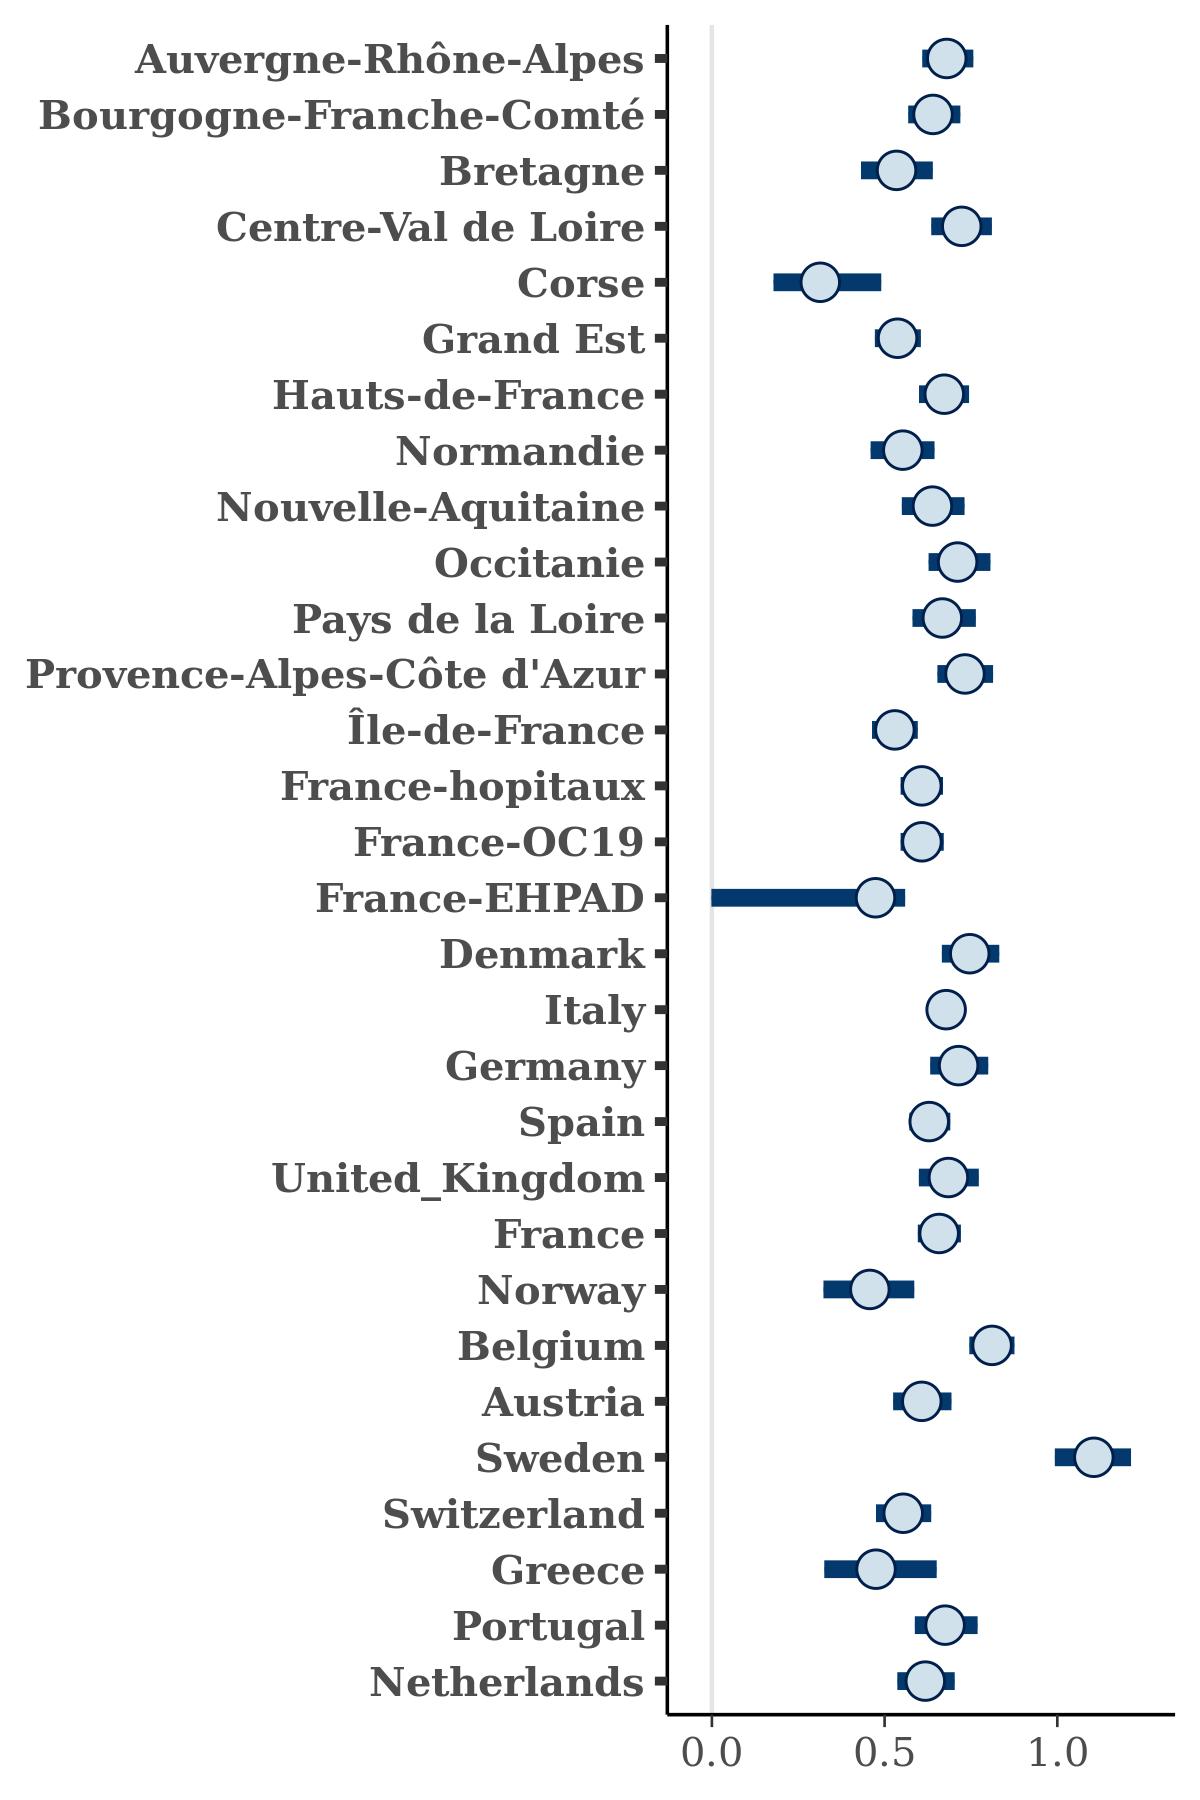 Auvergne-Rhône-Alpes
Bourgogne-Franche-Comté
Bretagne
Centre-Val de Loire
Corse
Grand Est
Hauts-de-France
Normandie
Nouvelle-Aquitaine
Occitanie
Pays de la Loire
Provence-Alpes-Côte d'Azur
Île-de-France
France-hopitaux
France-OC19
France-EHPAD
Denmark
Italy
Germany
Spain
United_Kingdom
France
Norway
Belgium
Austria
Sweden
Switzerland
Greece
Portugal
Netherlands
0.0 0.5 1.0